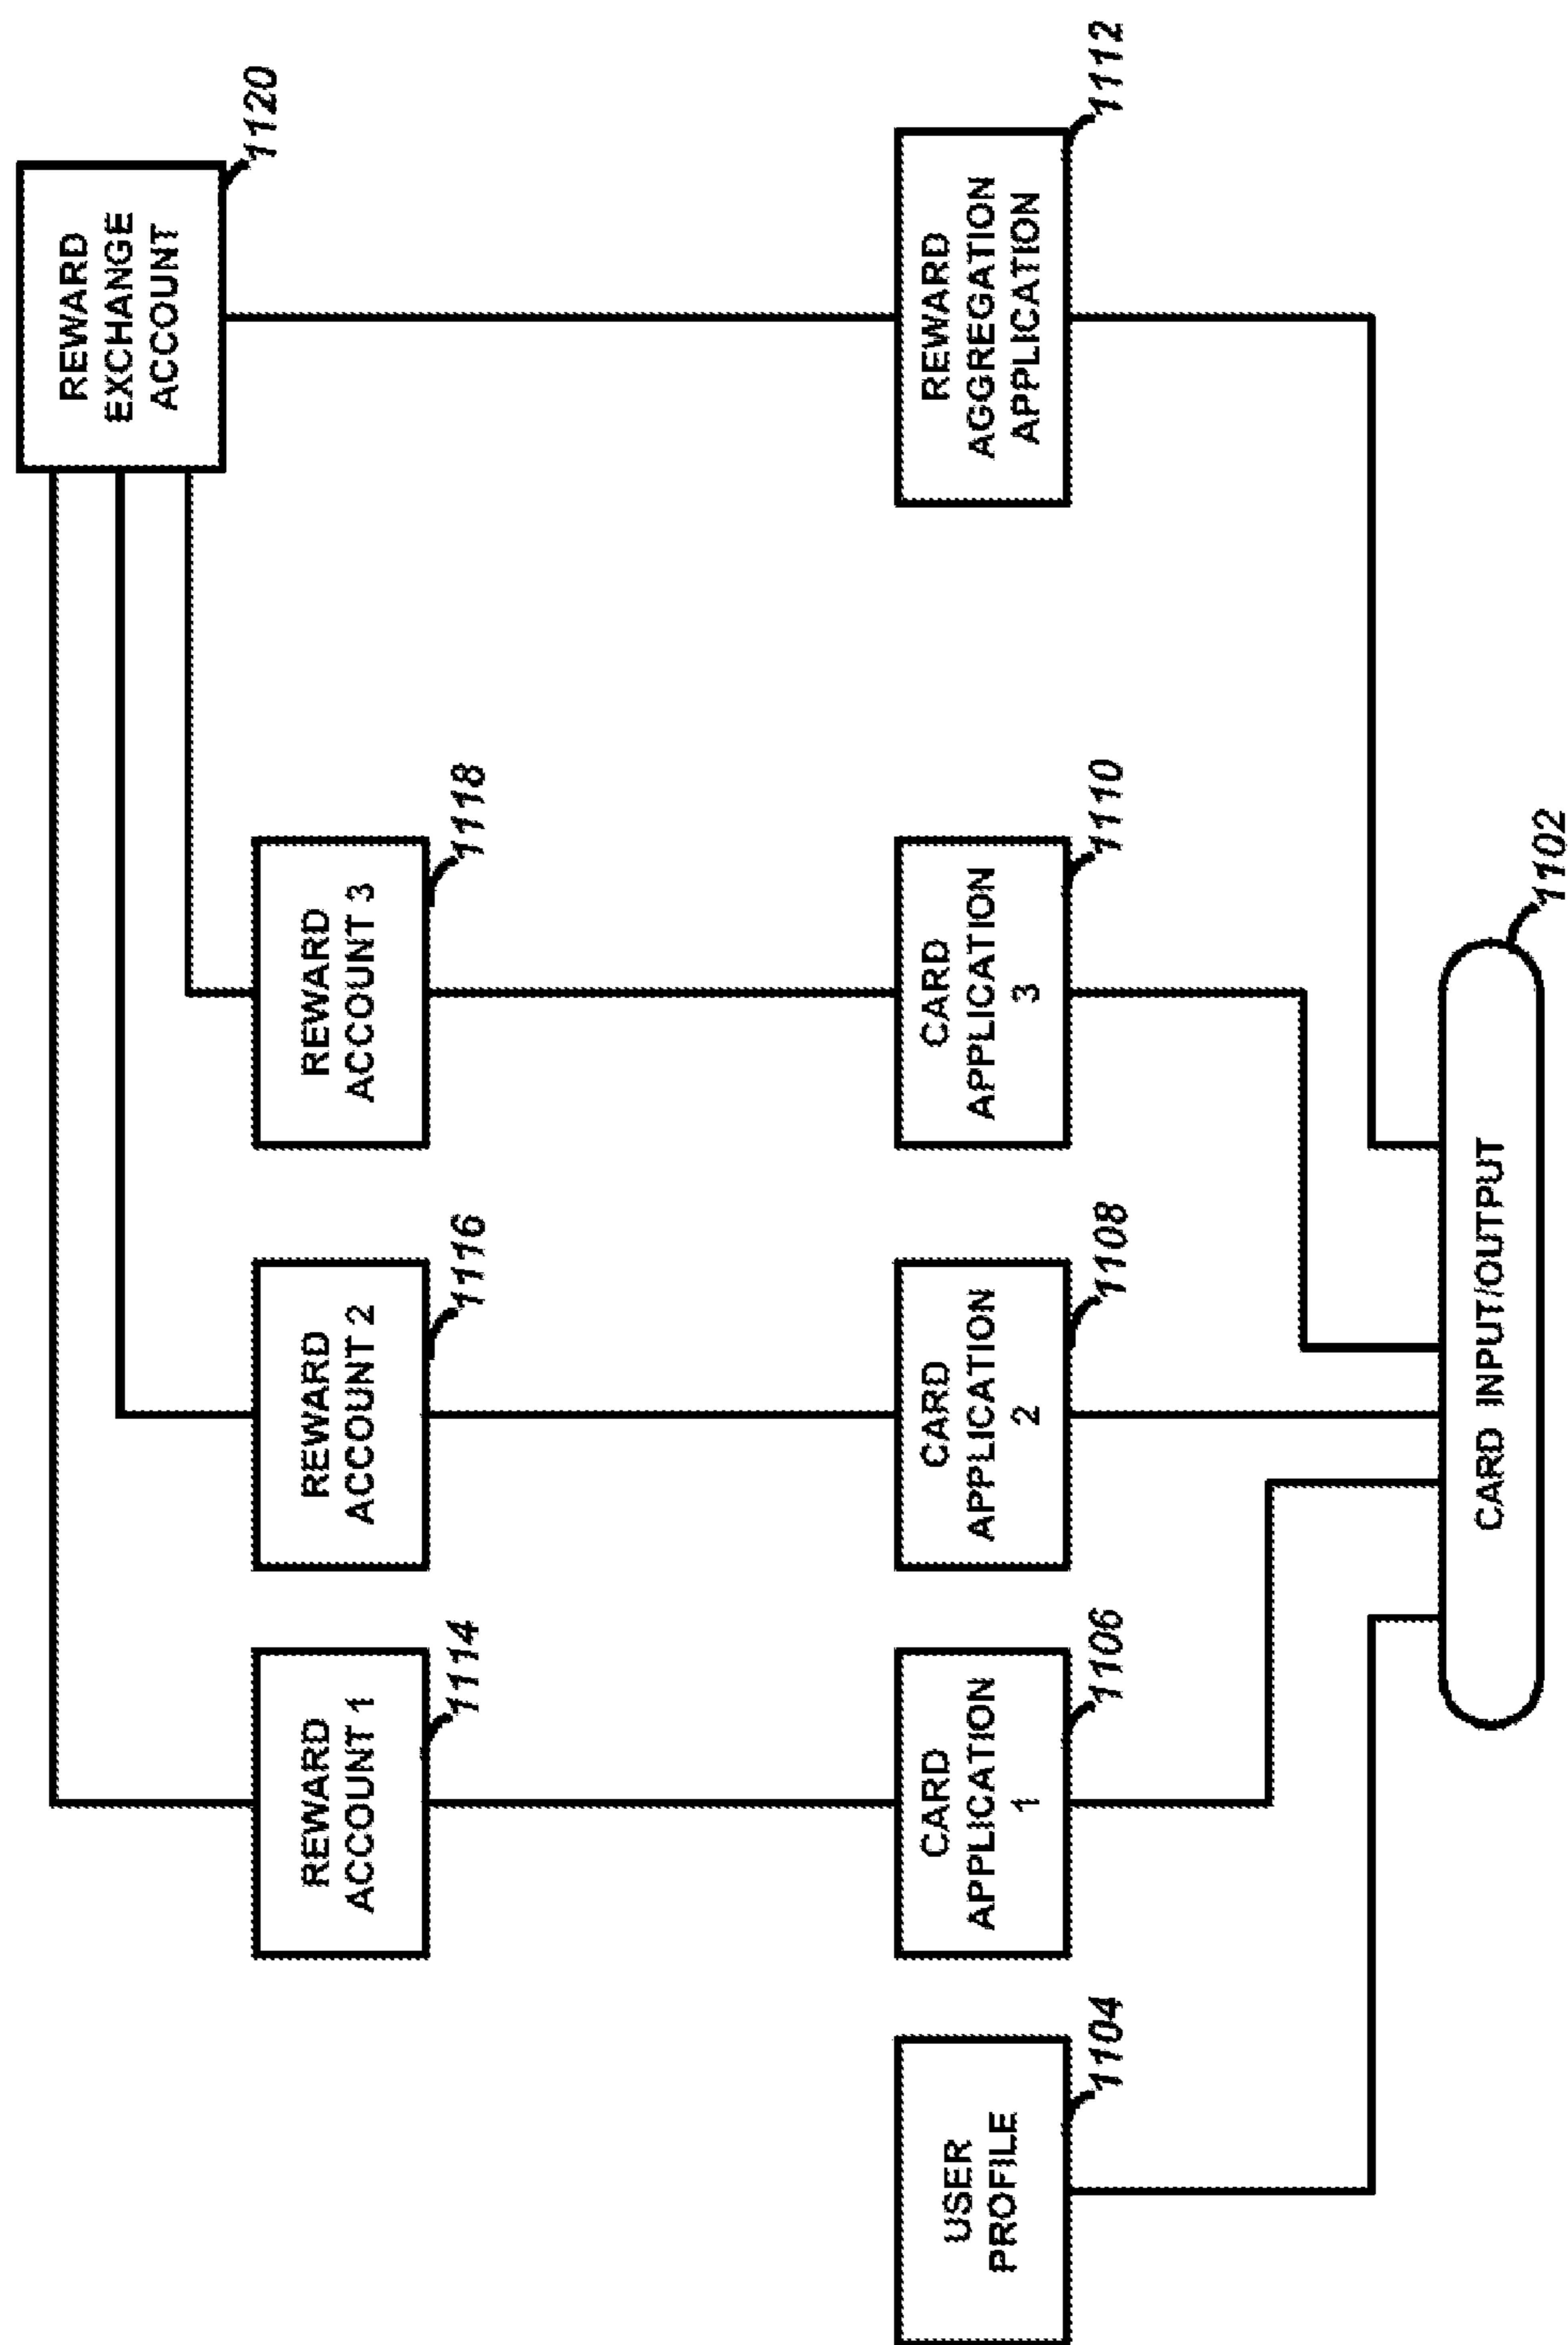 REWARD
EXCHANGE
ACCOUNT
1120
REWARD
ACCOUNT 1
1114
REWARD
ACCOUNT 2
1116
REWARD
ACCOUNT 3
1118
USER
PROFILE
1104
CARD
APPLICATION
1
1106
CARD
APPLICATION
2
1108
CARD
APPLICATION
3
1110
REWARD
AGGREGATION
APPLICATION
1112
CARD INPUT/OUTPUT
1102